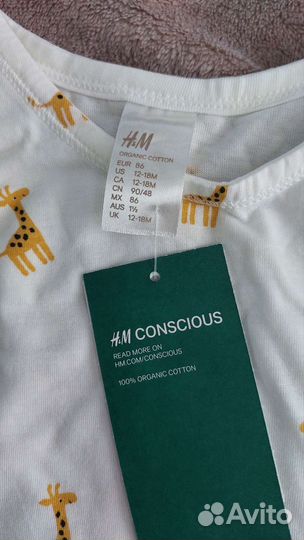 H&M
ORGANIC COTTON
EUR 86
US 12-18M
CA 12-18M
CN 90/48
MX 86
AUS 1½
UK 12-18M
H&M CONSCIOUS
READ MORE ON
HM.COM/CONSCIOUS
100% ORGANIC COTTON
Avito